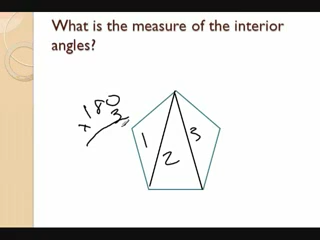 What is the measure of the interior
angles?
180
x 3
1
2
3